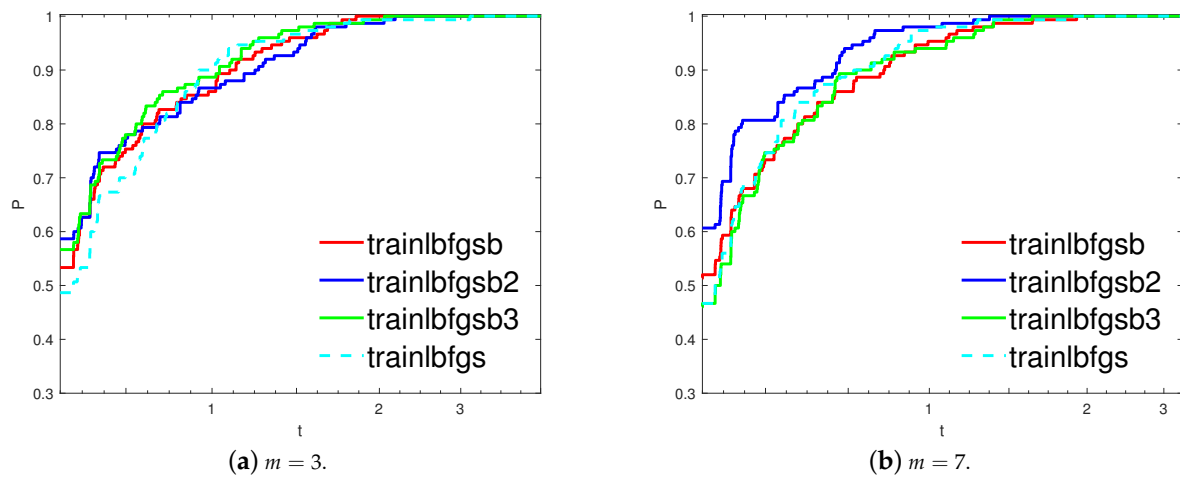 1
0.9
0.8
0.7
0.6
0.5
0.4
0.3
P
trainlbfgsb
trainlbfgsb2
trainlbfgsb3
trainlbfgs
1 2 3
t
(a) m = 3.
1
0.9
0.8
0.7
0.6
0.5
0.4
0.3
P
trainlbfgsb
trainlbfgsb2
trainlbfgsb3
trainlbfgs
1 2 3
t
(b) m = 7.